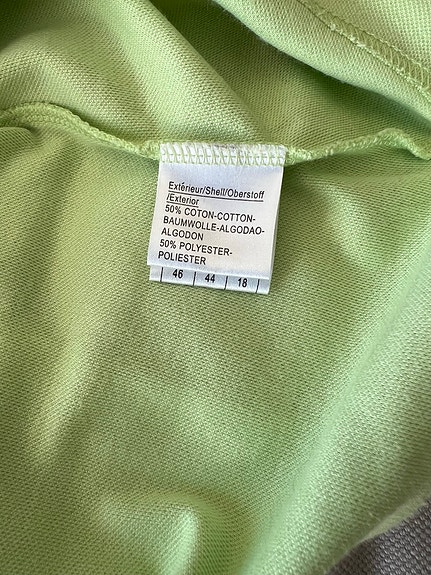 Extérieur/Shell/Oberstoff
/Exterior
50% COTON-COTTON-
BAUMWOLLE-ALGODAO-
ALGODON
50% POLYESTER-
POLIESTER
46 44 18